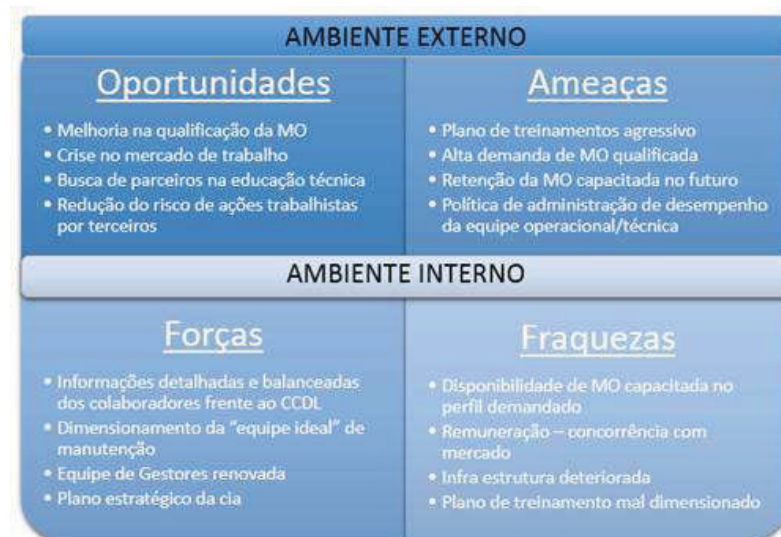 AMBIENTE EXTERNO
Oportunidades
• Melhoria na qualificação da MO
• Crise no mercado de trabalho
• Busca de parceiros na educação técnica
• Redução do risco de ações trabalhistas
por terceiros
Ameaças
• Plano de treinamentos agressivo
• Alta demanda de MO qualificada
• Retenção da MO capacitada no futuro
• Política de administração de desempenho
da equipe operacional/técnica
AMBIENTE INTERNO
Forças
• Informações detalhadas e balanceadas
dos colaboradores frente ao CCDL
• Dimensionamento da "equipe ideal" de
manutenção
• Equipe de Gestores renovada
• Plano estratégico da cia
Fraquezas
• Disponibilidade de MO capacitada no
perfil demandado
• Remuneração – concorrência com
mercado
• Infra estrutura deteriorada
• Plano de treinamento mal dimensionado